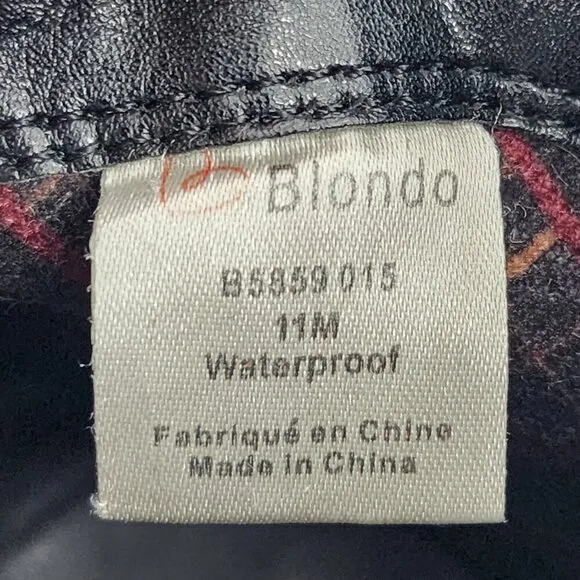 Blondo
B5859 015
11M
Waterproof
Fabriqué en Chine
Made in China